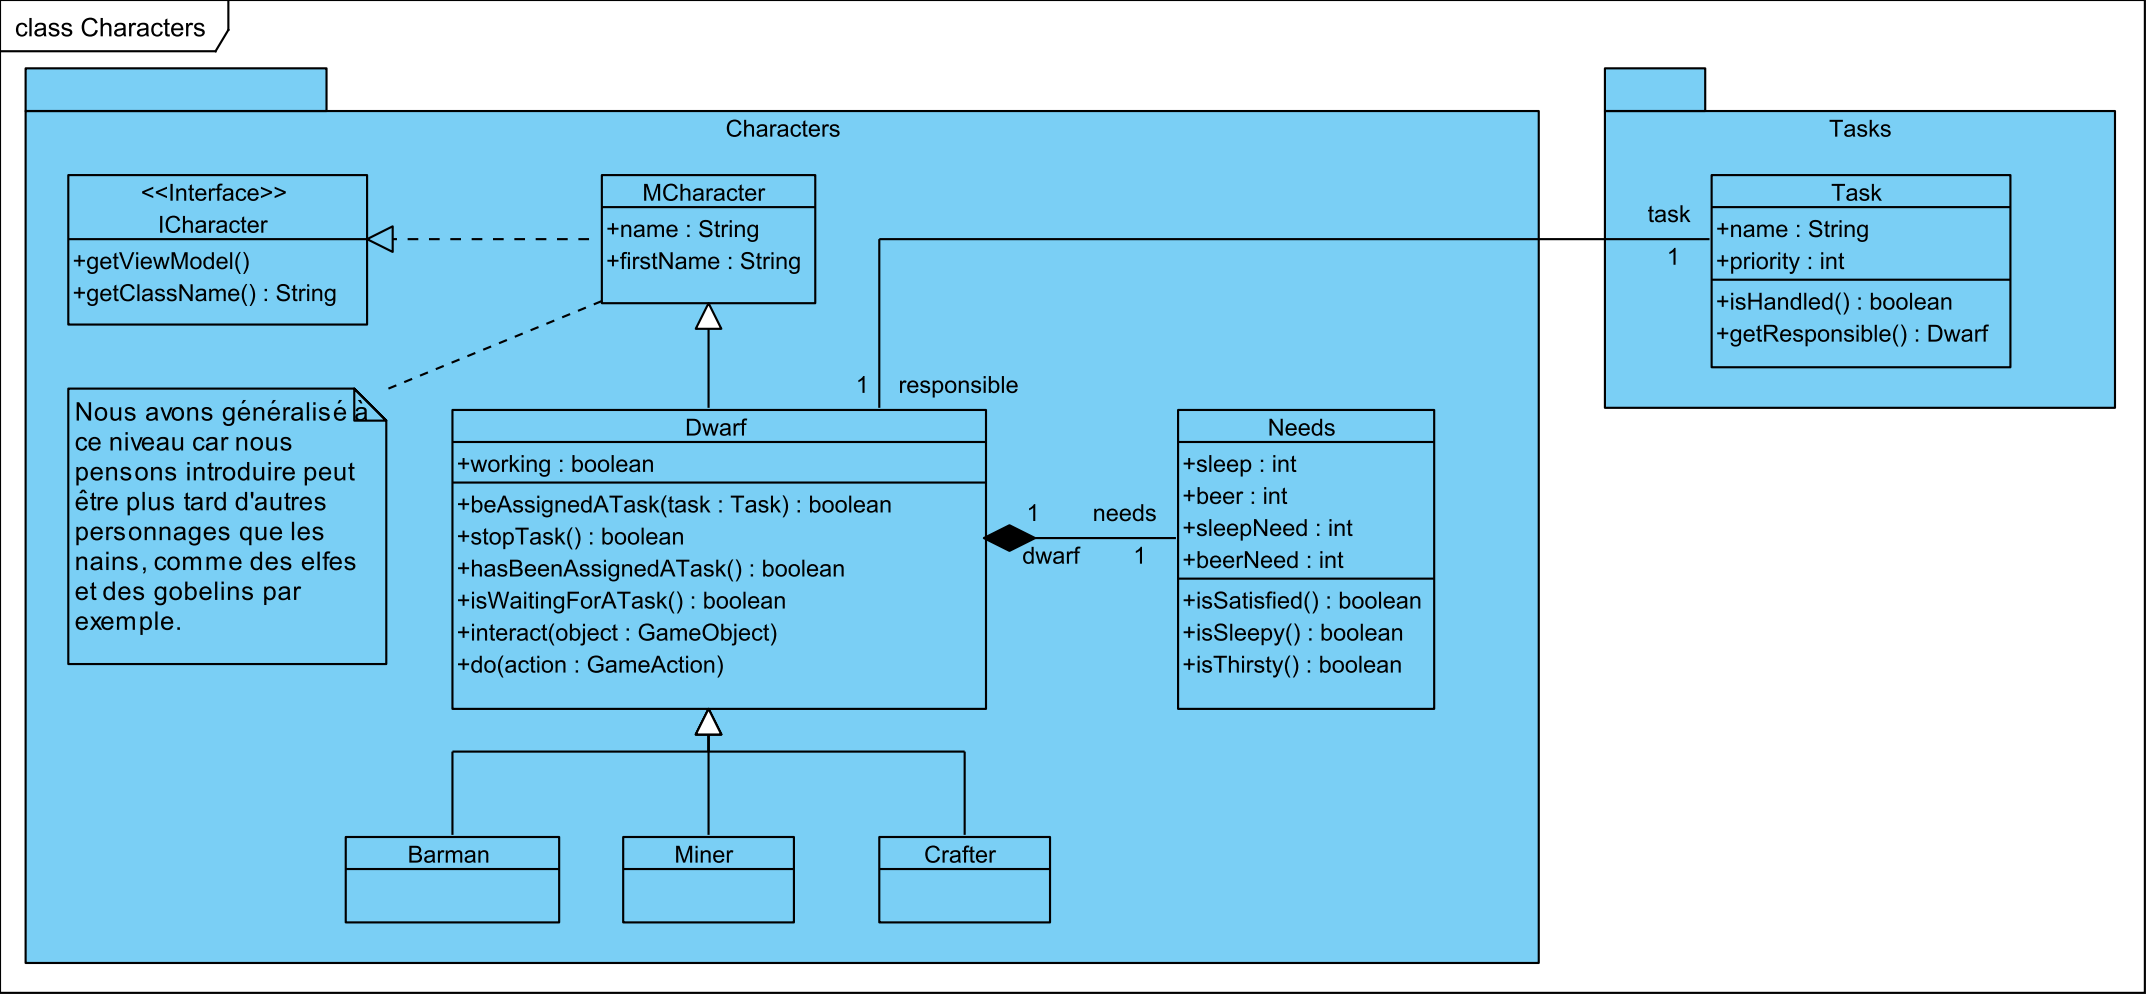 class Characters
Characters
<<Interface>>
ICharacter
+getViewModel()
+getClassName() : String
MCharacter
+name : String
+firstName : String
Nous avons généralisé à
ce niveau car nous
pensons introduire peut
être plus tard d'autres
personnages que les
nains, comme des elfes
et des gobelins par
exemple.
1 responsible
Dwarf
+working : boolean
+beAssignedATask(task : Task) : boolean
+stopTask() : boolean
+hasBeenAssignedATask() : boolean
+isWaitingForATask() : boolean
+interact(object : GameObject)
+do(action : GameAction)
1 needs
dwarf 1
Needs
+sleep : int
+beer : int
+sleepNeed : int
+beerNeed : int
+isSatisfied() : boolean
+isSleepy() : boolean
+isThirsty() : boolean
Barman
Miner
Crafter
Tasks
task
1
Task
+name : String
+priority : int
+isHandled() : boolean
+getResponsible() : Dwarf